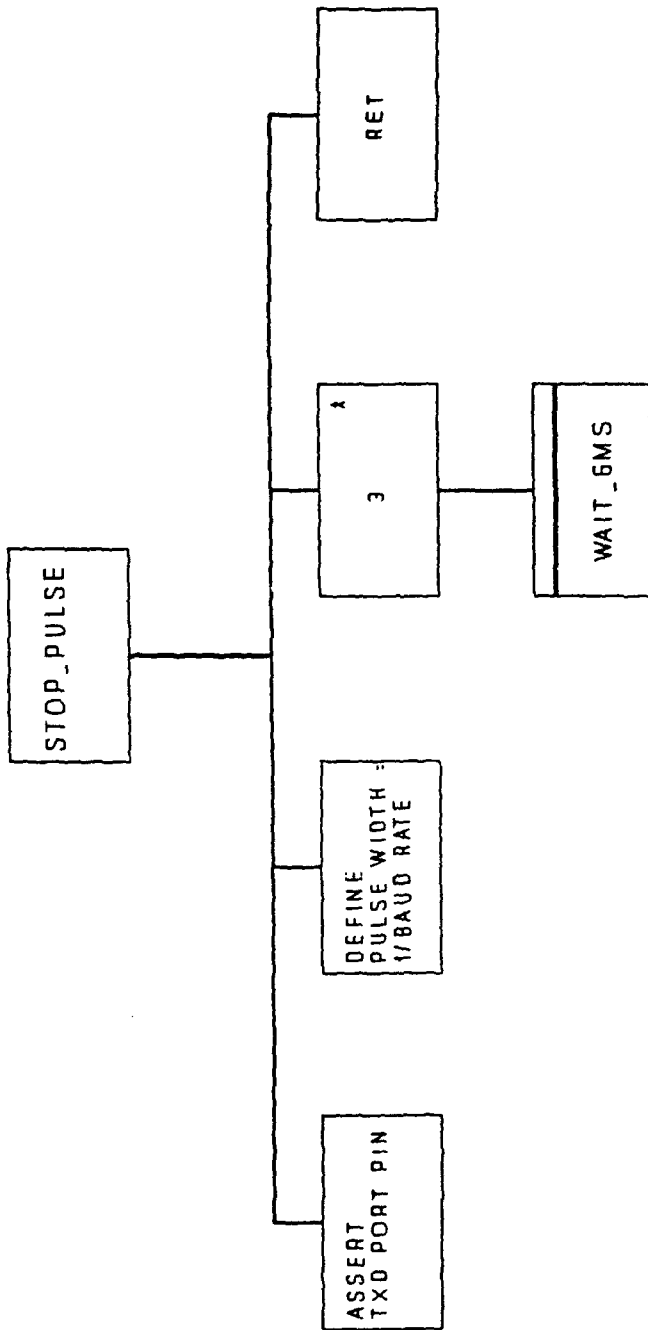 STOP_PULSE
ASSERT
TXD PORT PIN
DEFINE
PULSE WIDTH =
1/BAUD RATE
3
*
WAIT_6MS
RET